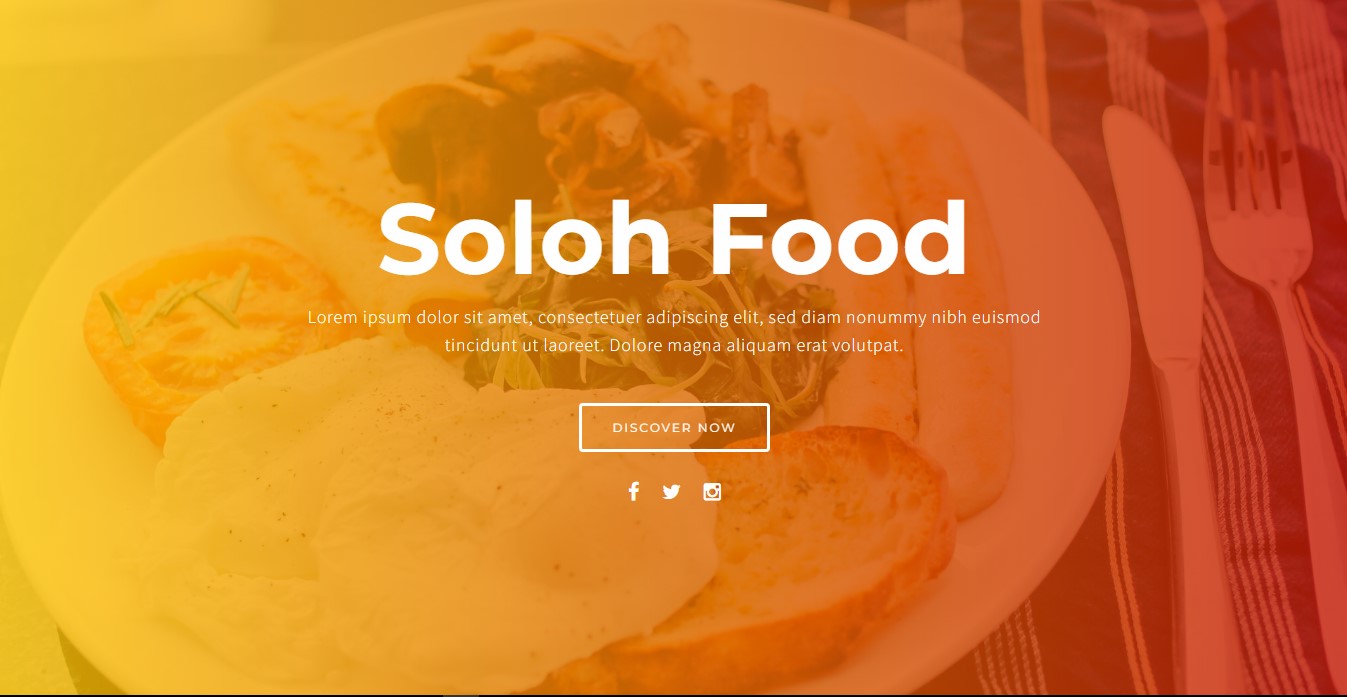 Soloh Food
Lorem ipsum dolor sit amet, consectetuer adipiscing elit, sed diam nonummy nibh euismod
tincidunt ut laoreet. Dolore magna aliquam erat volutpat.
DISCOVER NOW